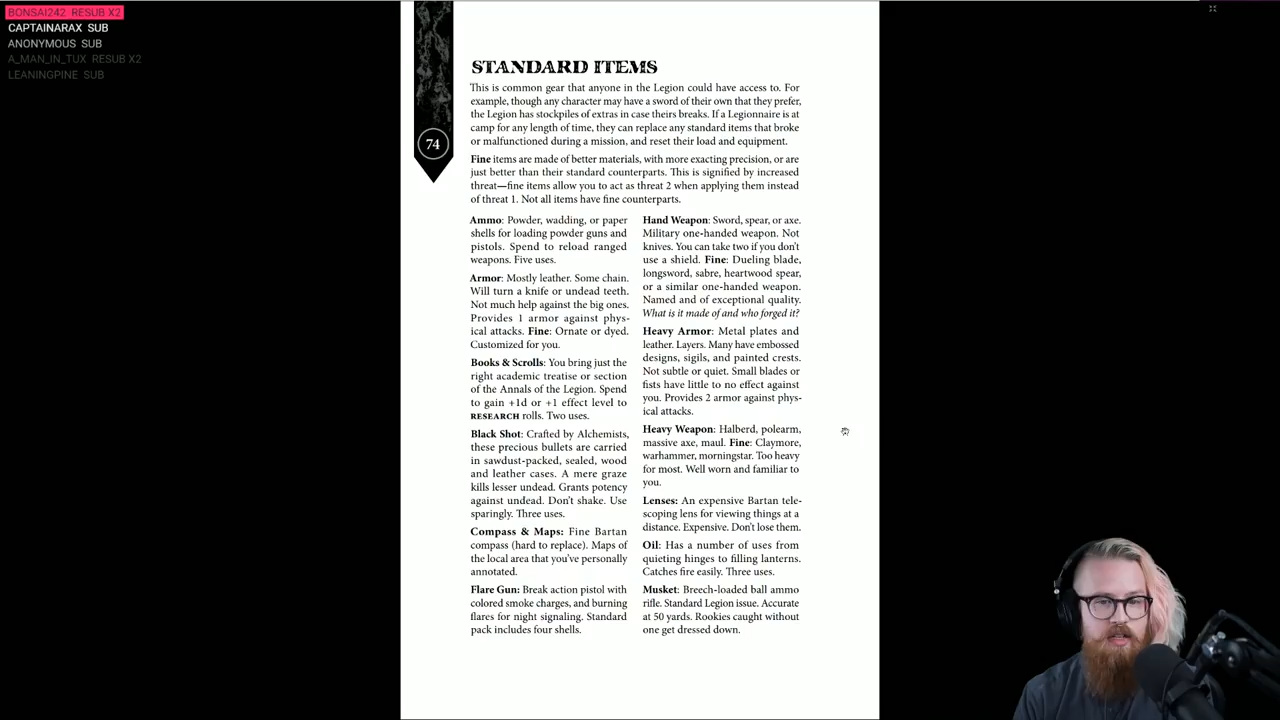 BONSAI242 RESUB X2
CAPTAINARAX SUB
ANONYMOUS SUB
A_MAN_IN_TUX RESUB X2
LEANINGPINE SUB
74
STANDARD ITEMS
This is common gear that anyone in the Legion could have access to. For
example, though any character may have a sword of their own that they prefer,
the Legion has stockpiles of extras in case theirs breaks. If a Legionnaire is at
camp for any length of time, they can replace any standard items that broke
or malfunctioned during a mission, and reset their load and equipment.
Fine items are made of better materials, with more exacting precision, or are
just better than their standard counterparts. This is signified by increased
threat—fine items allow you to act as threat 2 when applying them instead
of threat 1. Not all items have fine counterparts.
Ammo: Powder, wadding, or paper
shells for loading powder guns and
pistols. Spend to reload ranged
weapons. Five uses.
Armor: Mostly leather. Some chain.
Will turn a knife or undead teeth.
Not much help against the big ones.
Provides 1 armor against phys-
ical attacks. Fine: Ornate or dyed.
Customized for you.
Books & Scrolls: You bring just the
right academic treatise or section
of the Annals of the Legion. Spend
to gain +1d or +1 effect level to
RESEARCH rolls. Two uses.
Black Shot: Crafted by Alchemists,
these precious bullets are carried
in sawdust-packed, sealed, wood
and leather cases. A mere graze
kills lesser undead. Grants potency
against undead. Don't shake. Use
sparingly. Three uses.
Compass & Maps: Fine Bartan
compass (hard to replace). Maps of
the local area that you've personally
annotated.
Flare Gun: Break action pistol with
colored smoke charges, and burning
flares for night signaling. Standard
pack includes four shells.
Hand Weapon: Sword, spear, or axe.
Military one-handed weapon. Not
knives. You can take two if you don't
use a shield. Fine: Dueling blade,
longsword, sabre, heartwood spear,
or a similar one-handed weapon.
Named and of exceptional quality.
What is it made of and who forged it?
Heavy Armor: Metal plates and
leather. Layers. Many have embossed
designs, sigils, and painted crests.
Not subtle or quiet. Small blades or
fists have little to no effect against
you. Provides 2 armor against phys-
ical attacks.
Heavy Weapon: Halberd, polearm,
massive axe, maul. Fine: Claymore,
warhammer, morningstar. Too heavy
for most. Well worn and familiar to
you.
Lenses: An expensive Bartan tele-
scoping lens for viewing things at a
distance. Expensive. Don't lose them.
Oil: Has a number of uses from
quieting hinges to filling lanterns.
Catches fire easily. Three uses.
Musket: Breech-loaded ball ammo
rifle. Standard Legion issue. Accurate
at 50 yards. Rookies caught without
one get dressed down.